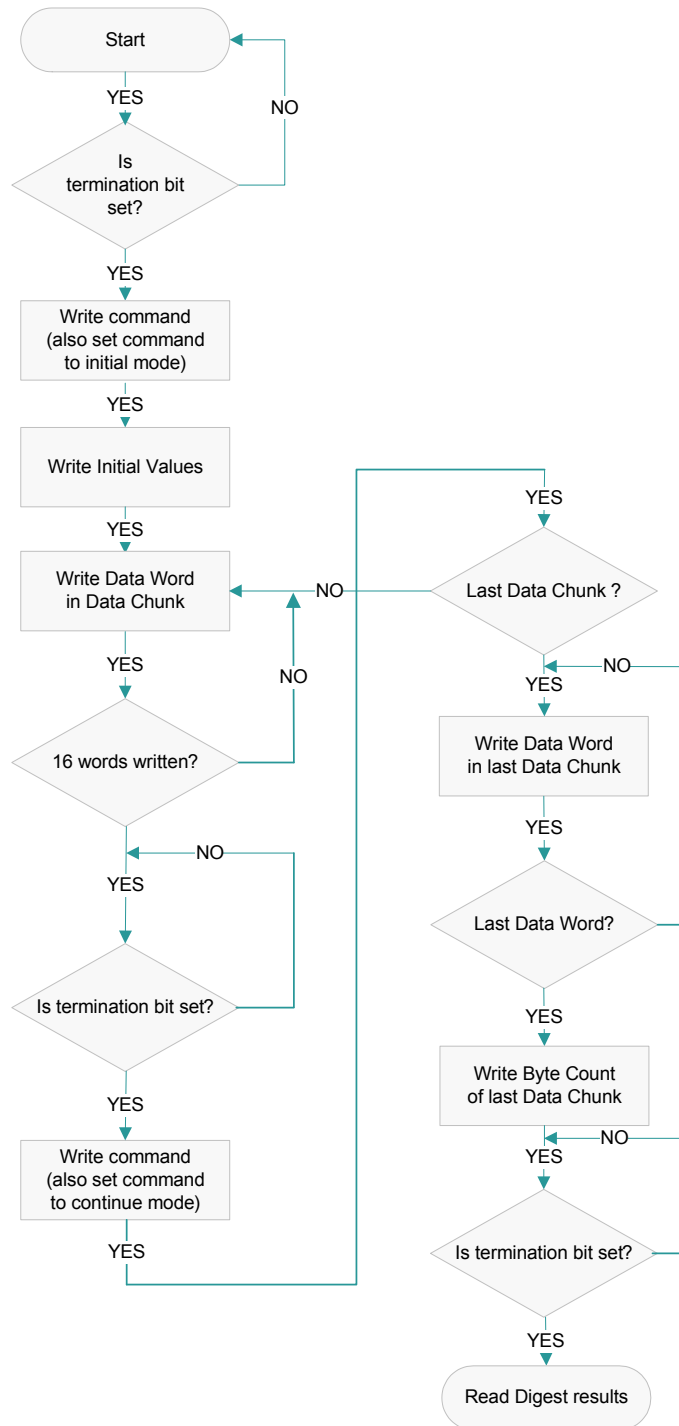 Start
YES
NO
Is
termination bit
set?
YES
Write command
(also set command
to initial mode)
YES
Write Initial Values
YES
Write Data Word
in Data Chunk
YES
NO
16 words written?
NO
YES
Is termination bit set?
YES
Write command
(also set command
to continue mode)
YES
YES
Last Data Chunk ?
NO
YES
NO
Write Data Word
in last Data Chunk
YES
Last Data Word?
YES
Write Byte Count
of last Data Chunk
NO
YES
Is termination bit set?
YES
Read Digest results